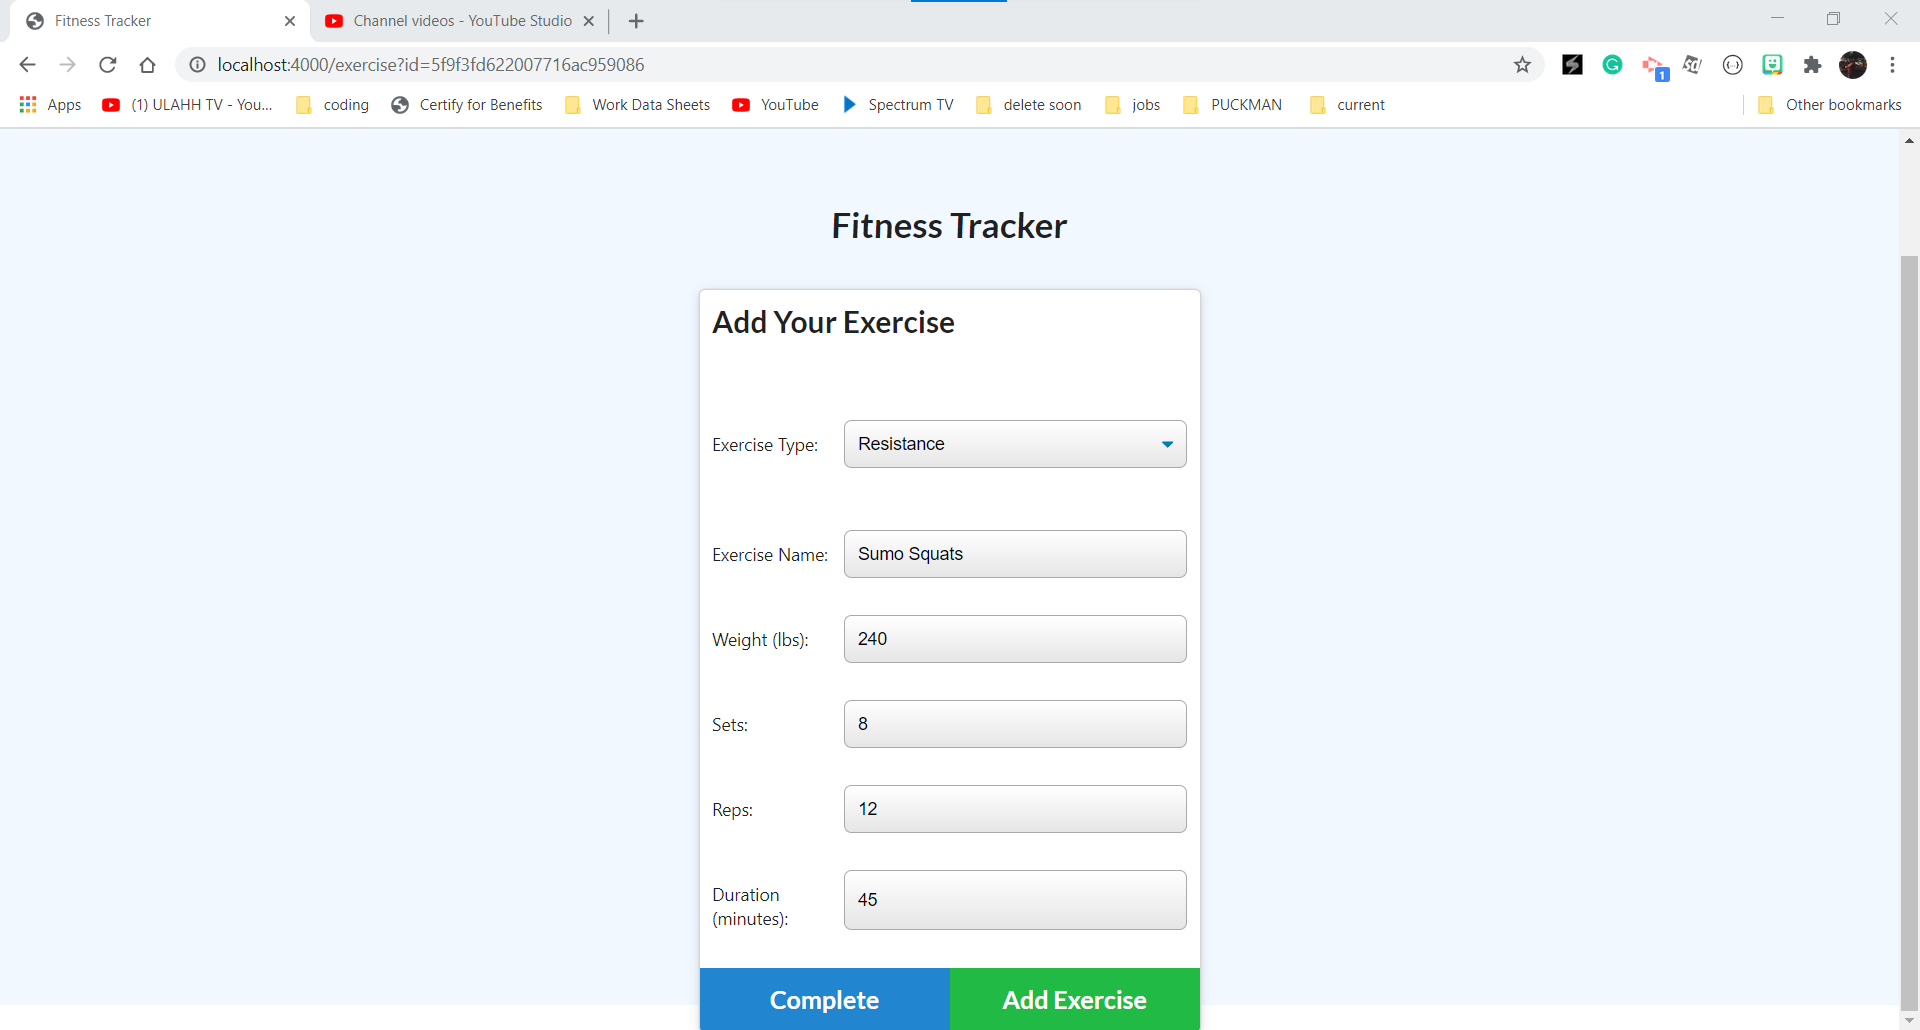 Fitness Tracker
Channel videos - YouTube Studio
localhost:4000/exercise?id=5f9f3fd622007716ac959086
1
Apps
(1) ULAHH TV - You...
coding
Certify for Benefits
Work Data Sheets
YouTube
Spectrum TV
delete soon
jobs
PUCKMAN
current
Other bookmarks
Fitness Tracker
Add Your Exercise
Exercise Type:
Resistance
Exercise Name:
Sumo Squats
Weight (lbs):
240
Sets:
8
Reps:
12
Duration
(minutes):
45
Complete
Add Exercise